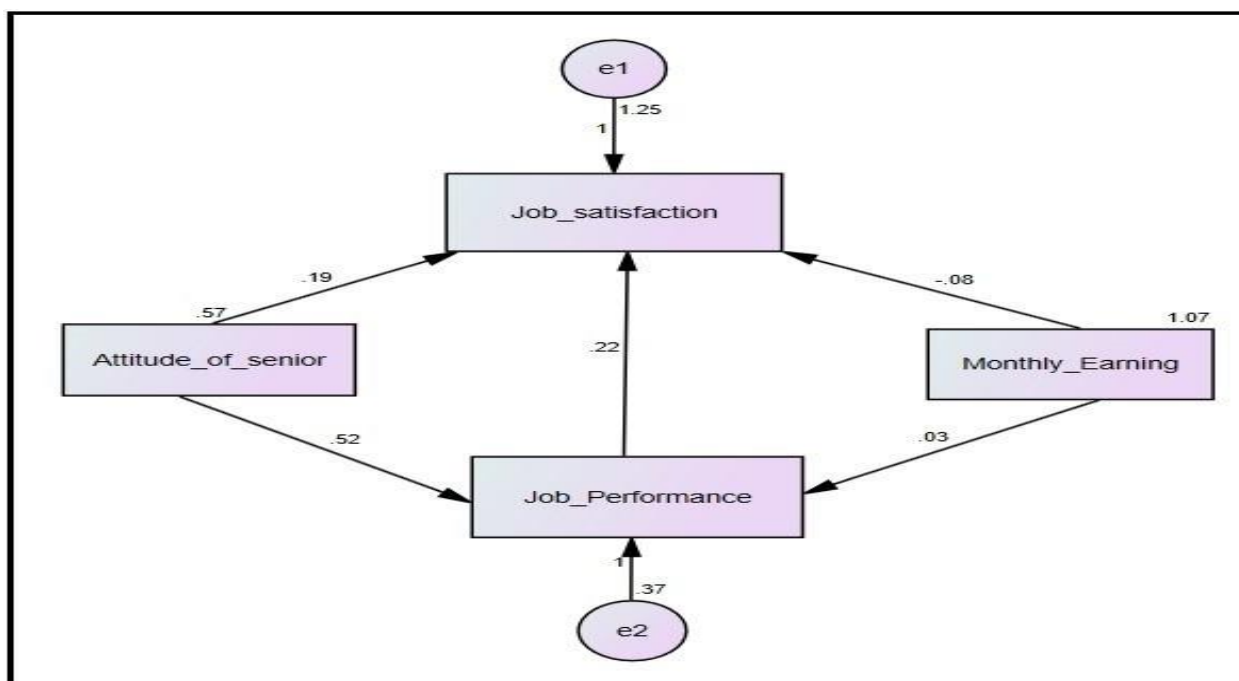 e1
1.25
1
Job_satisfaction
.19
-.08
.57
1.07
Attitude_of_senior
.22
Monthly_Earning
.52
.03
Job_Performance
1
.37
e2